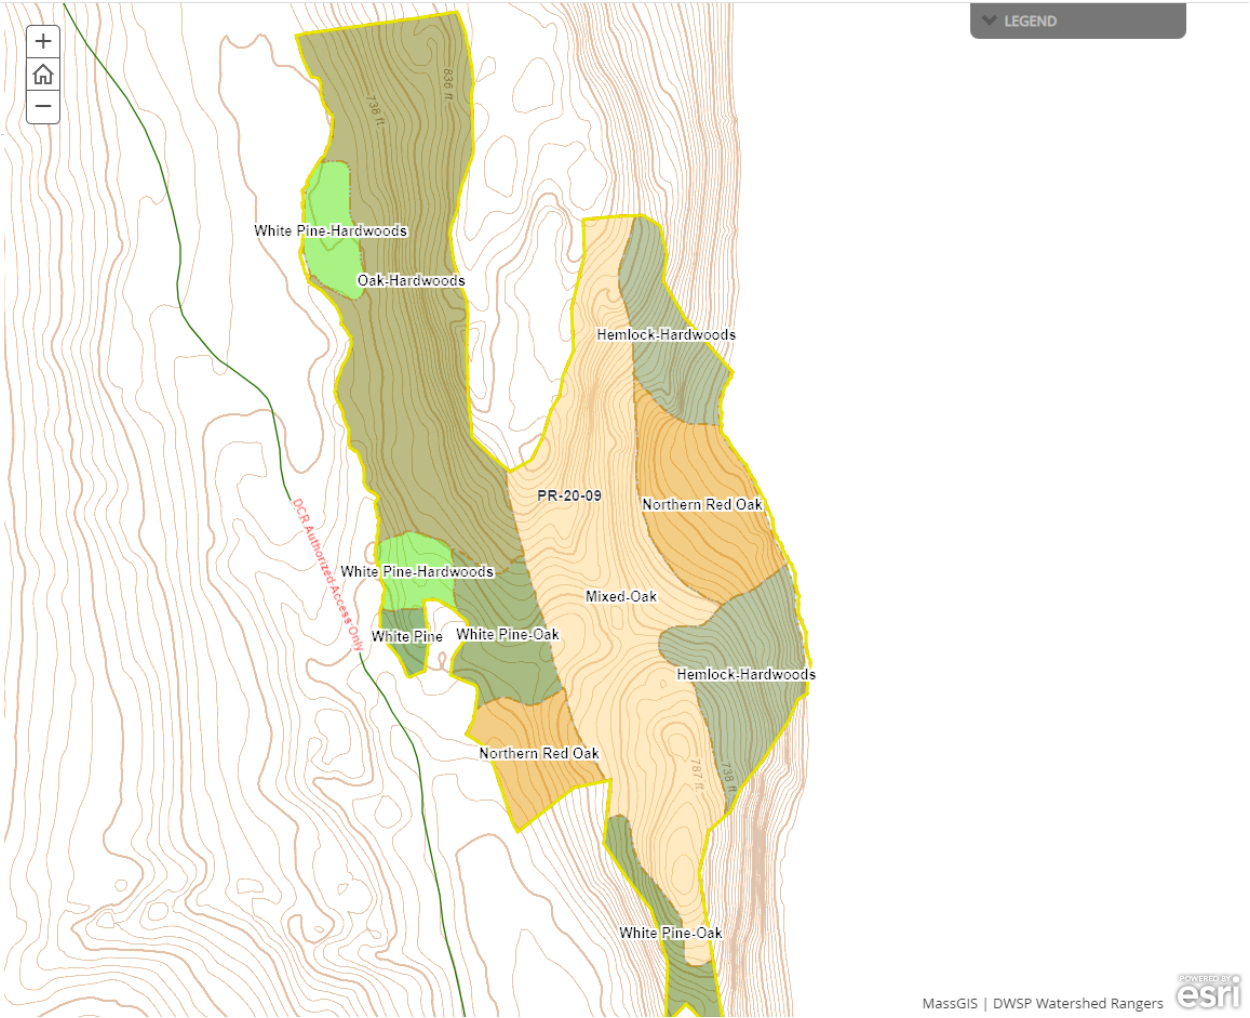 +
LEGEND
−
836 ft.
738 ft.
White Pine-Hardwoods
Oak-Hardwoods
Hemlock-Hardwoods
PR-20-09
Northern Red Oak
DCR Authorized Access Only
White Pine-Hardwoods
Mixed-Oak
White Pine
White Pine-Oak
Hemlock-Hardwoods
Northern Red Oak
787 ft.
738 ft.
White Pine-Oak
MassGIS | DWSP Watershed Rangers
POWERED BY
esri